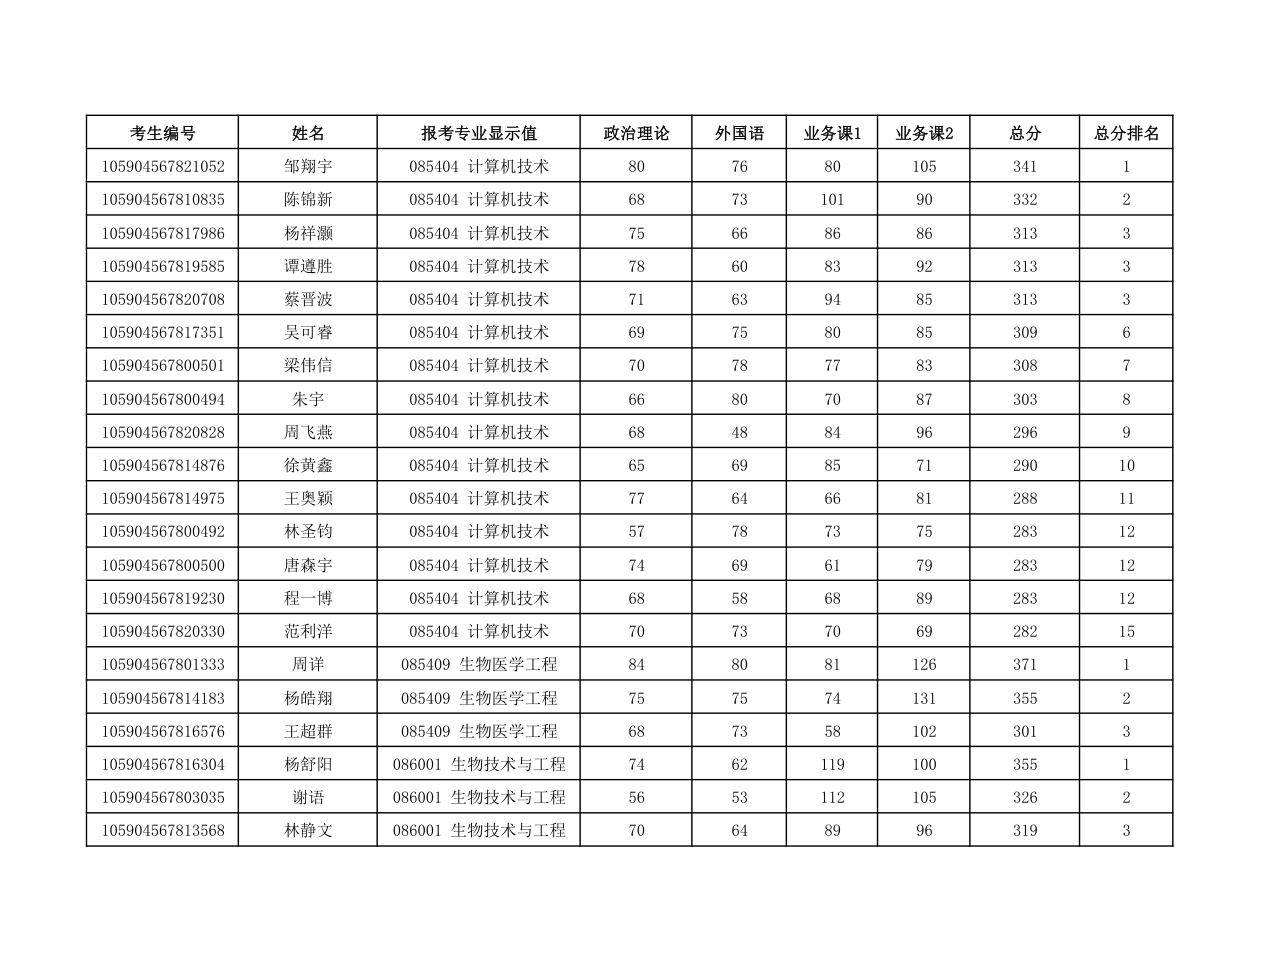 考生编号 姓名 报考专业显示值 政治理论 外国语 业务课1 业务课2 总分 总分排名
105904567821052 邹翔宇 085404 计算机技术 80 76 80 105 341 1
105904567810835 陈锦新 085404 计算机技术 68 73 101 90 332 2
105904567817986 杨祥灏 085404 计算机技术 75 66 86 86 313 3
105904567819585 谭遵胜 085404 计算机技术 78 60 83 92 313 3
105904567820708 蔡晋波 085404 计算机技术 71 63 94 85 313 3
105904567817351 吴可睿 085404 计算机技术 69 75 80 85 309 6
105904567800501 梁伟信 085404 计算机技术 70 78 77 83 308 7
105904567800494 朱宇 085404 计算机技术 66 80 70 87 303 8
105904567820828 周飞燕 085404 计算机技术 68 48 84 96 296 9
105904567814876 徐黄鑫 085404 计算机技术 65 69 85 71 290 10
105904567814975 王奥颖 085404 计算机技术 77 64 66 81 288 11
105904567800492 林圣钧 085404 计算机技术 57 78 73 75 283 12
105904567800500 唐森宇 085404 计算机技术 74 69 61 79 283 12
105904567819230 程一博 085404 计算机技术 68 58 68 89 283 12
105904567820330 范利洋 085404 计算机技术 70 73 70 69 282 15
105904567801333 周详 085409 生物医学工程 84 80 81 126 371 1
105904567814183 杨皓翔 085409 生物医学工程 75 75 74 131 355 2
105904567816576 王超群 085409 生物医学工程 68 73 58 102 301 3
105904567816304 杨舒阳 086001 生物技术与工程 74 62 119 100 355 1
105904567803035 谢语 086001 生物技术与工程 56 53 112 105 326 2
105904567813568 林静文 086001 生物技术与工程 70 64 89 96 319 3